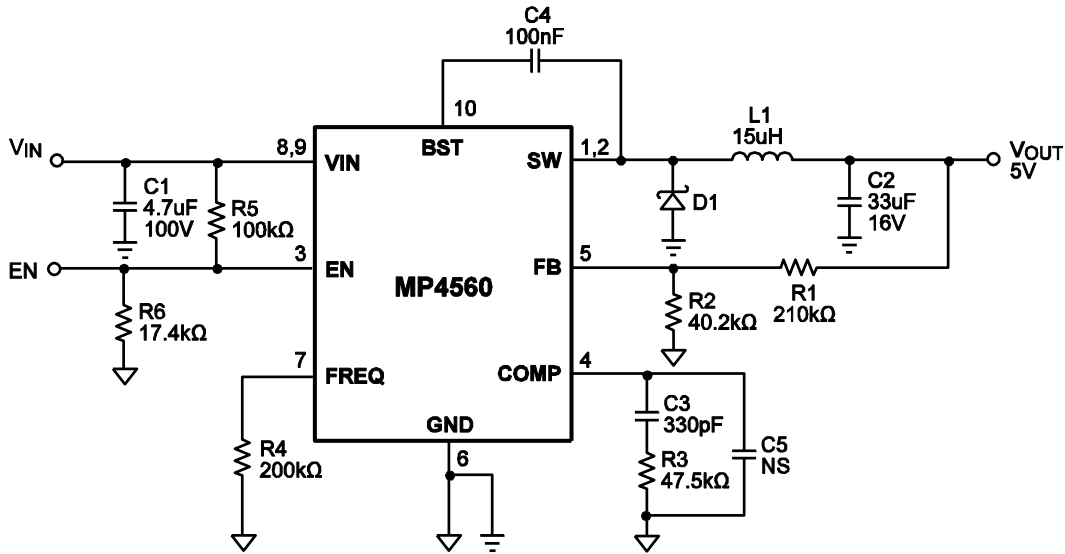 C4
100nF
10
BST
VIN
8,9
VIN
SW
1,2
L1
15uH
VOUT
5V
C1
4.7uF
100V
R5
100kΩ
D1
C2
33uF
16V
EN
3
EN
MP4560
FB
5
R1
210kΩ
R6
17.4kΩ
R2
40.2kΩ
7
FREQ
COMP
4
R4
200kΩ
GND
6
C3
330pF
R3
47.5kΩ
C5
NS